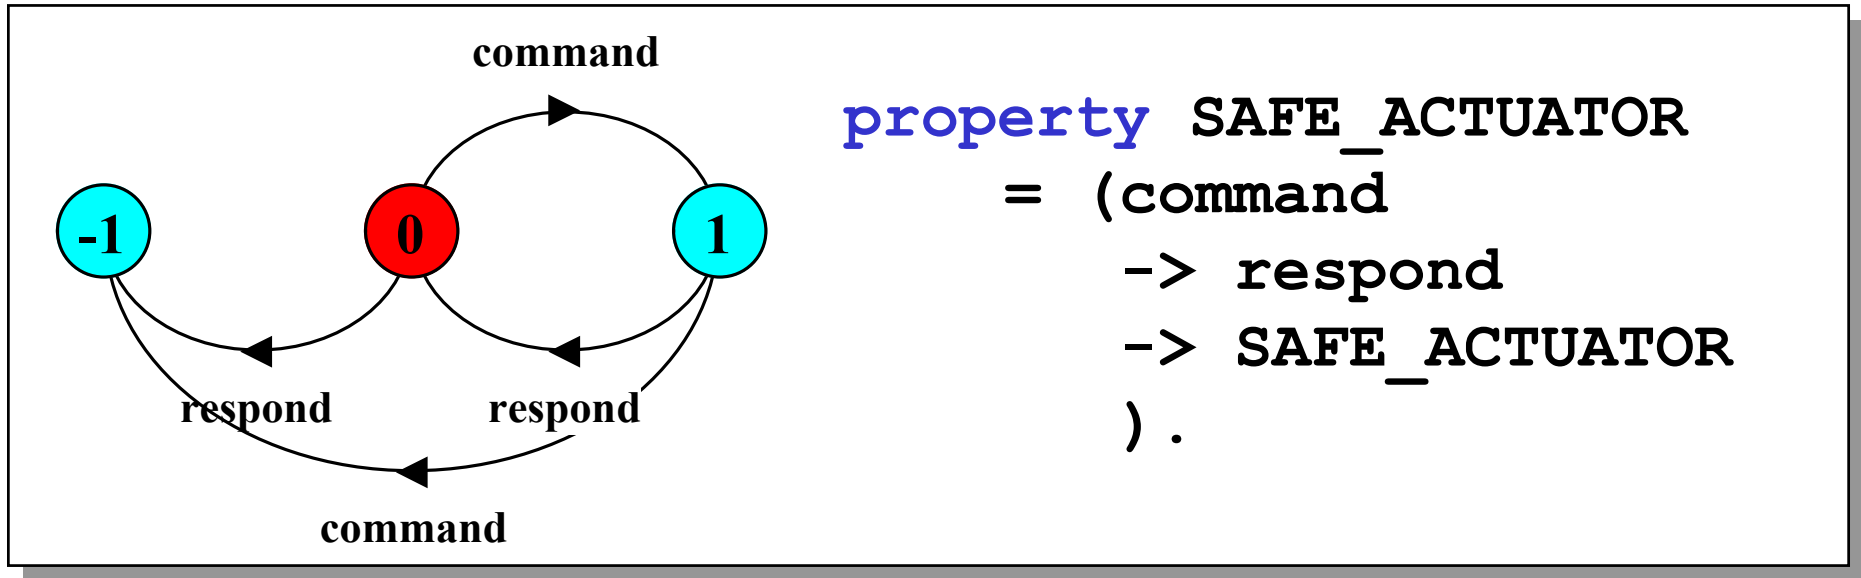 command
-1
0
1
respond
respond
command
property SAFE_ACTUATOR
= (command
-> respond
-> SAFE_ACTUATOR
).